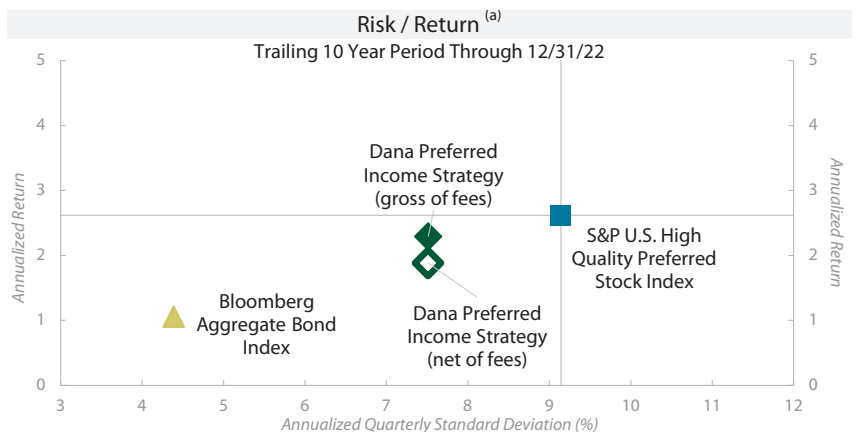 Risk / Return (a)
Trailing 10 Year Period Through 12/31/22
5
4
3
2
1
0
Annualized Return
5
4
3
2
1
0
Annualized Return
Dana Preferred
Income Strategy
(gross of fees)
S&P U.S. High
Quality Preferred
Stock Index
Bloomberg
Aggregate Bond
Index
Dana Preferred
Income Strategy
(net of fees)
3 4 5 6 7 8 9 10 11 12
Annualized Quarterly Standard Deviation (%)